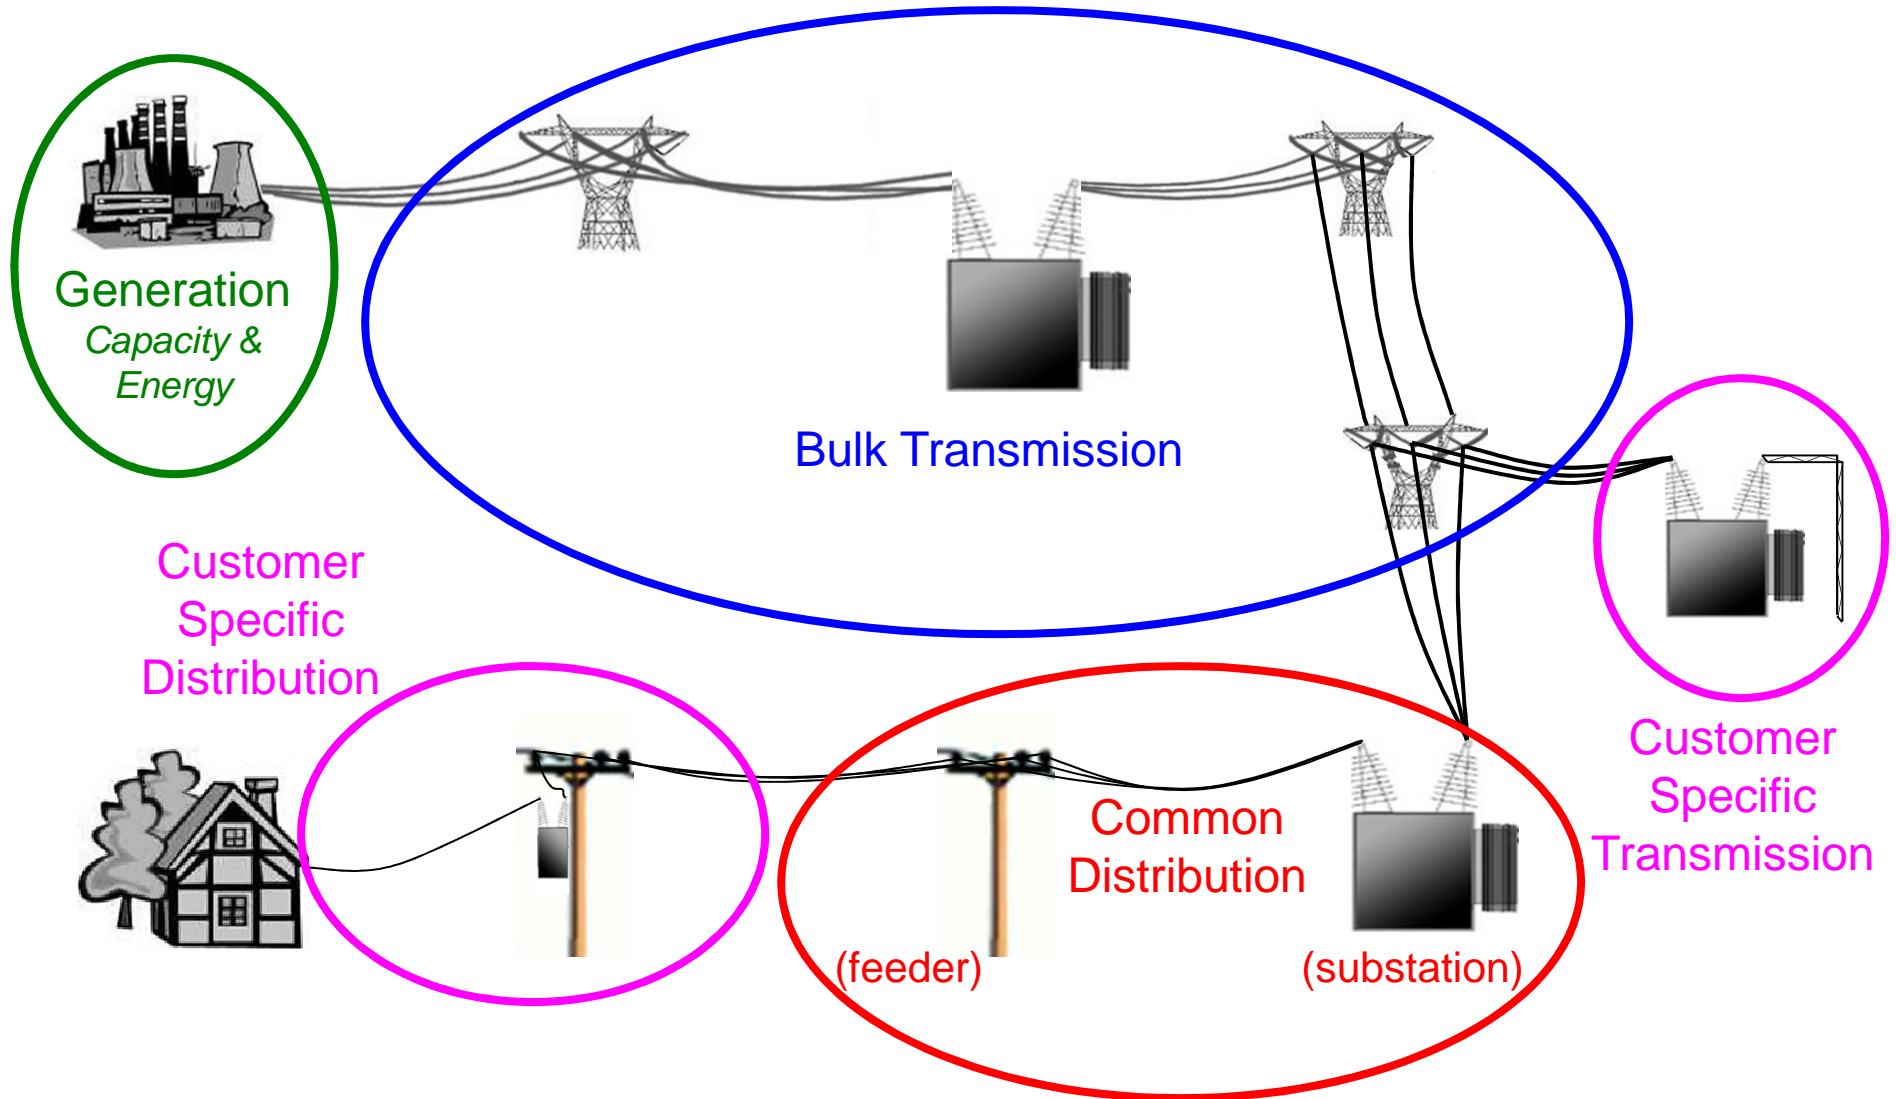 Generation
Capacity &
Energy
Bulk Transmission
Customer
Specific
Distribution
Customer
Specific
Transmission
Common
Distribution
(feeder)
(substation)